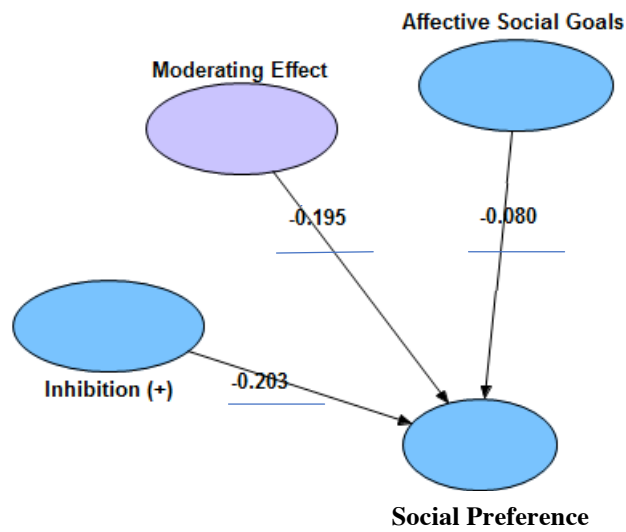 Affective Social Goals
Moderating Effect
-0.195
-0.080
Inhibition (+)
-0.203
Social Preference